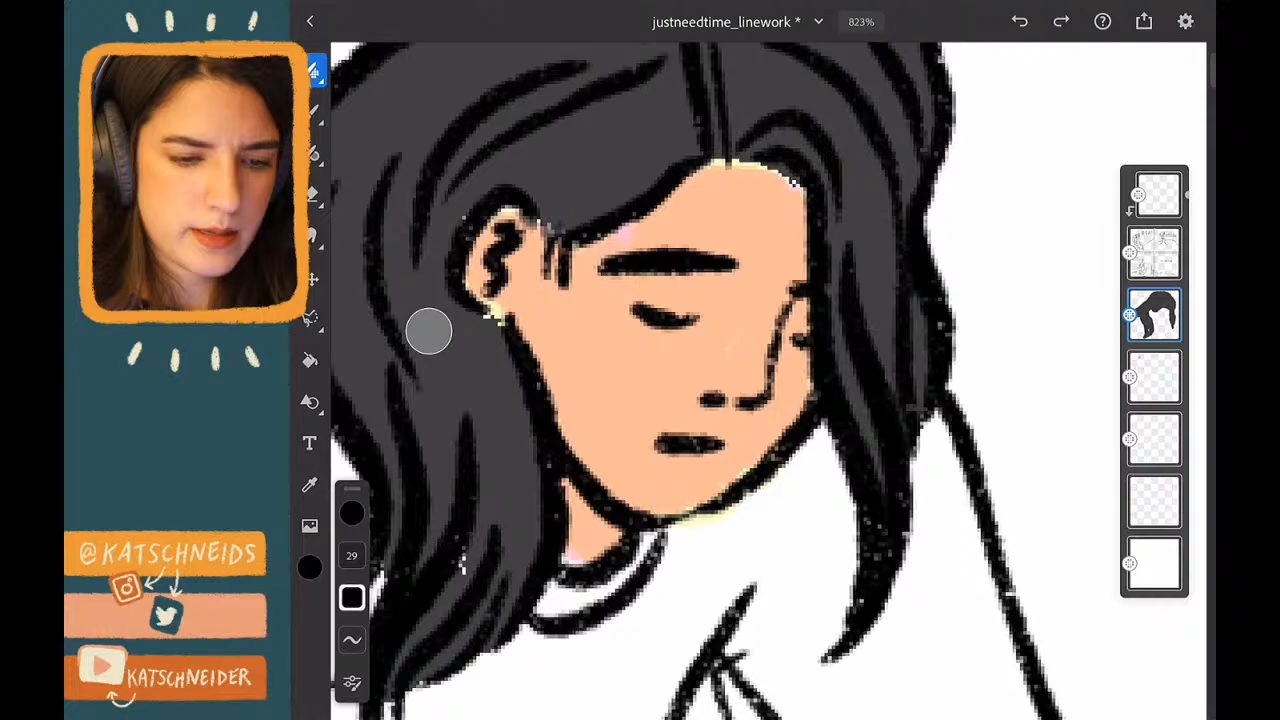 justneedtime_linework *
823%
T
29
@KATSCHNEIDS
KATSCHNEIDER